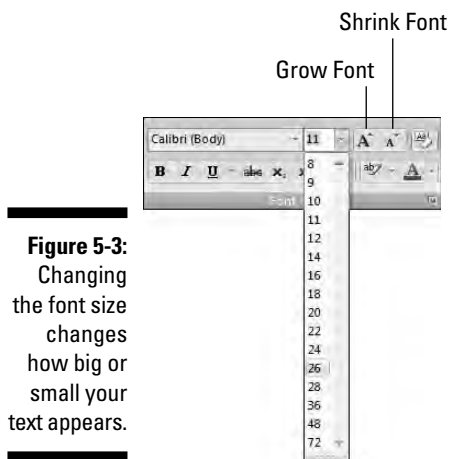 Shrink Font
Grow Font
Calibri (Body)
11
A A
B I U abc x,
ab A
8
Font
9
10
11
12
14
16
18
20
22
24
26
28
36
48
72
Figure 5-3:
Changing
the font size
changes
how big or
small your
text appears.